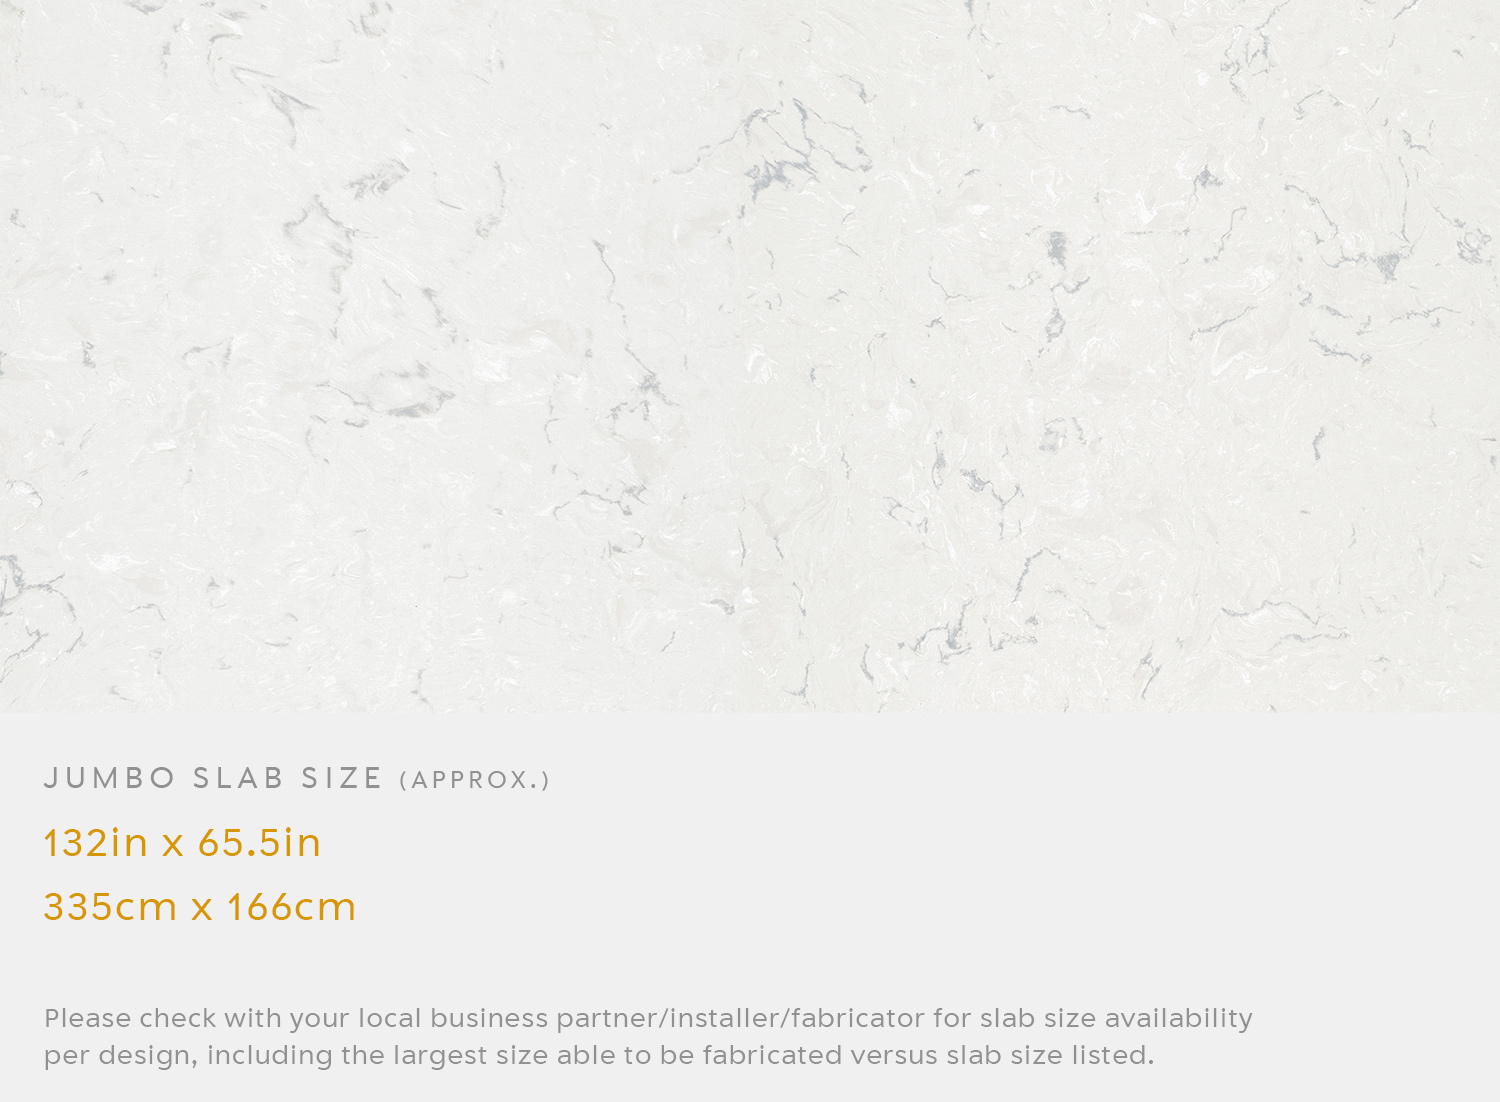 JUMBO SLAB SIZE (APPROX.)
132in x 65.5in
335cm x 166cm
Please check with your local business partner/installer/fabricator for slab size availability
per design, including the largest size able to be fabricated versus slab size listed.